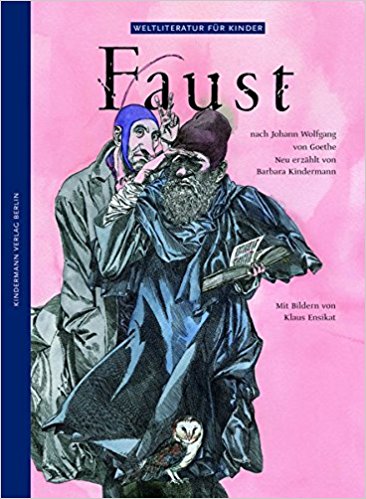 WELTLITERATUR FÜR KINDER
Faust
nach Johann Wolfgang
von Goethe
Neu erzählt von
Barbara Kindermann
Mit Bildern von
Klaus Ensikat
KINDERMANN VERLAG BERLIN